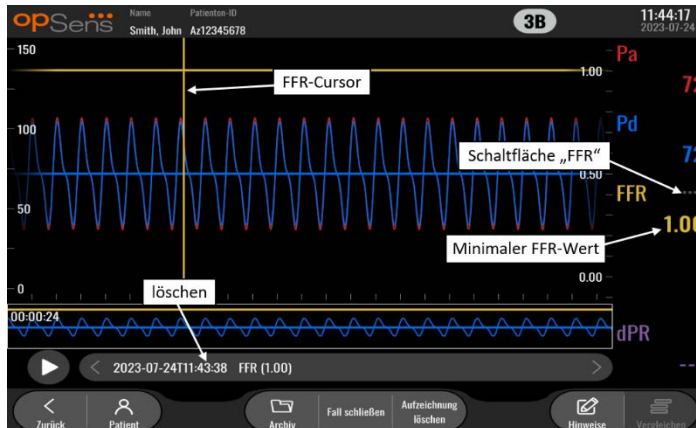 opSens
Name Patienten-ID
Smith, John Az12345678
3B
11:44:17
2023-07-24
150
100
50
0
1.00
0.50
0.00
FFR-Cursor
Schaltfläche „FFR“
Minimaler FFR-Wert
löschen
Pa
72
Pd
72
FFR
---
1.00
dPR
--
00:00:24
2023-07-24T11:43:38 FFR (1.00)
Zurück
Patient
Archiv
Fall schließen
Aufzeichnung
löschen
Hinweise
Vergleichen